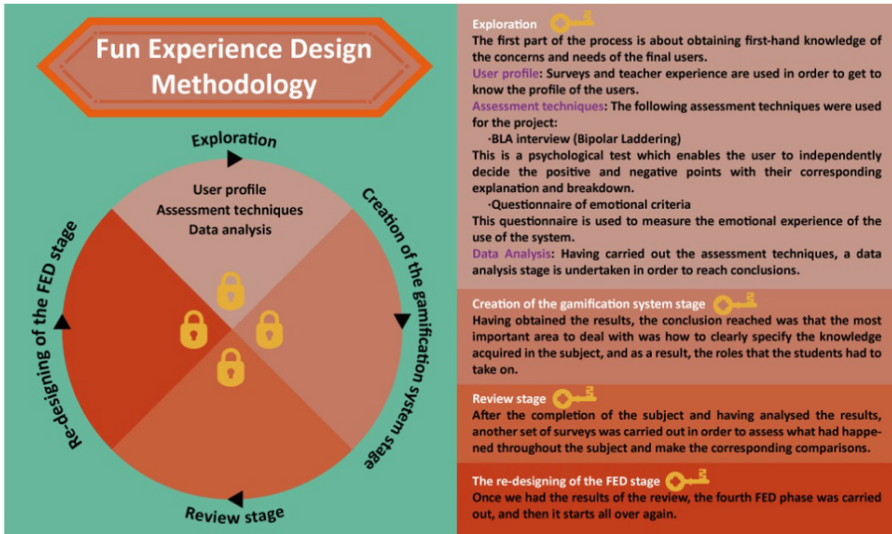 Fun Experience Design
Methodology
Exploration
User profile
Assessment techniques
Data analysis
Creation of the gamification system stage
Review stage
Re-designing of the FED stage
Exploration
The first part of the process is about obtaining first-hand knowledge of
the concerns and needs of the final users.
User profile: Surveys and teacher experience are used in order to get to
know the profile of the users.
Assessment techniques: The following assessment techniques were used
for the project:
·BLA interview (Bipolar Laddering)
This is a psychological test which enables the user to independently
decide the positive and negative points with their corresponding
explanation and breakdown.
·Questionnaire of emotional criteria
This questionnaire is used to measure the emotional experience of the
use of the system.
Data Analysis: Having carried out the assessment techniques, a data
analysis stage is undertaken in order to reach conclusions.
Creation of the gamification system stage
Having obtained the results, the conclusion reached was that the most
important area to deal with was how to clearly specify the knowledge
acquired in the subject, and as a result, the roles that the students had to
take on.
Review stage
After the completion of the subject and having analysed the results,
another set of surveys was carried out in order to assess what had happe-
ned throughout the subject and make the corresponding comparisons.
The re-designing of the FED stage
Once we had the results of the review, the fourth FED phase was carried
out, and then it starts all over again.